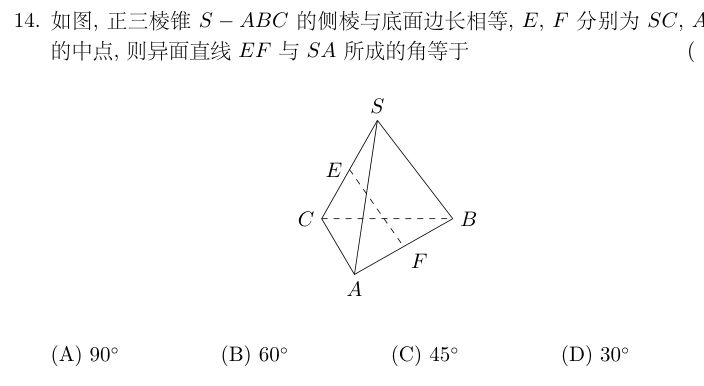 14. 如图, 正三棱锥 S − ABC 的侧棱与底面边长相等, E, F 分别为 SC, A
的中点, 则异面直线 EF 与 SA 所成的角等于 (
S
E
C
B
F
A
(A) 90° (B) 60° (C) 45° (D) 30°